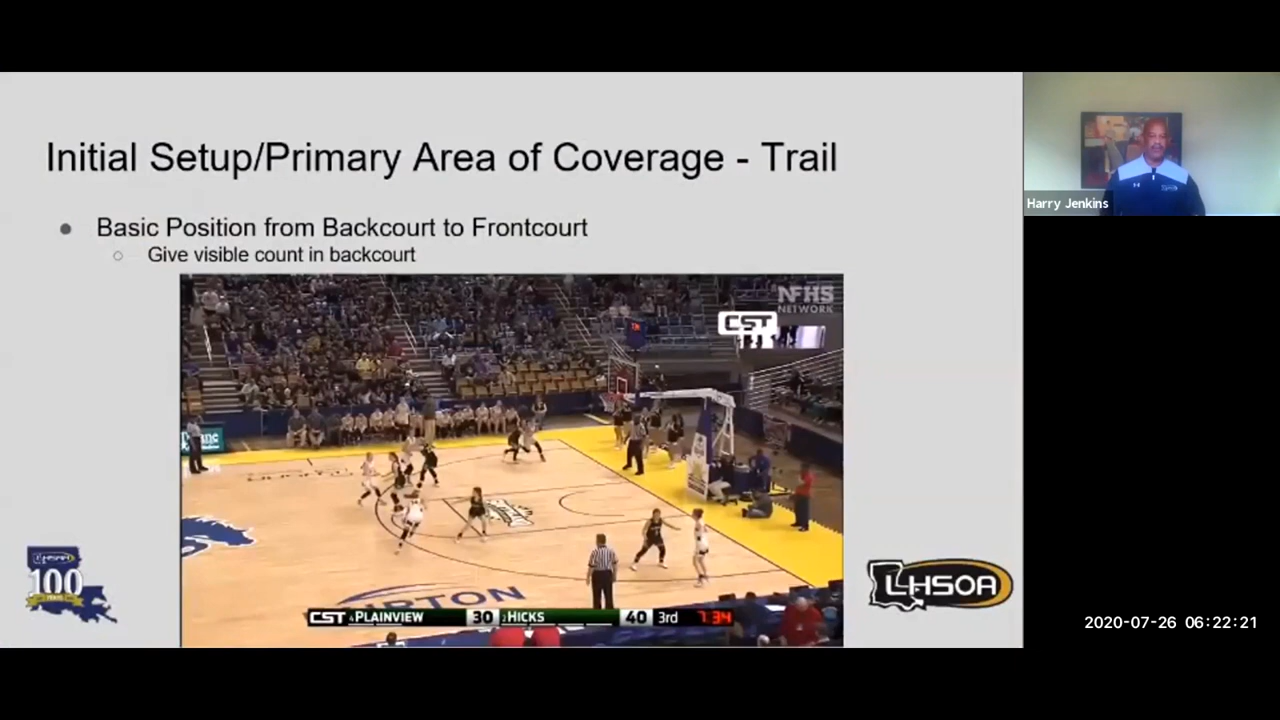 Initial Setup/Primary Area of Coverage - Trail
Basic Position from Backcourt to Frontcourt
Give visible count in backcourt
NFHS
NETWORK
CST
CST PLAINVIEW 30 HICKS 40 3rd 7:34
LHSAA
100
LHSOA
Harry Jenkins
2020-07-26 06:22:21